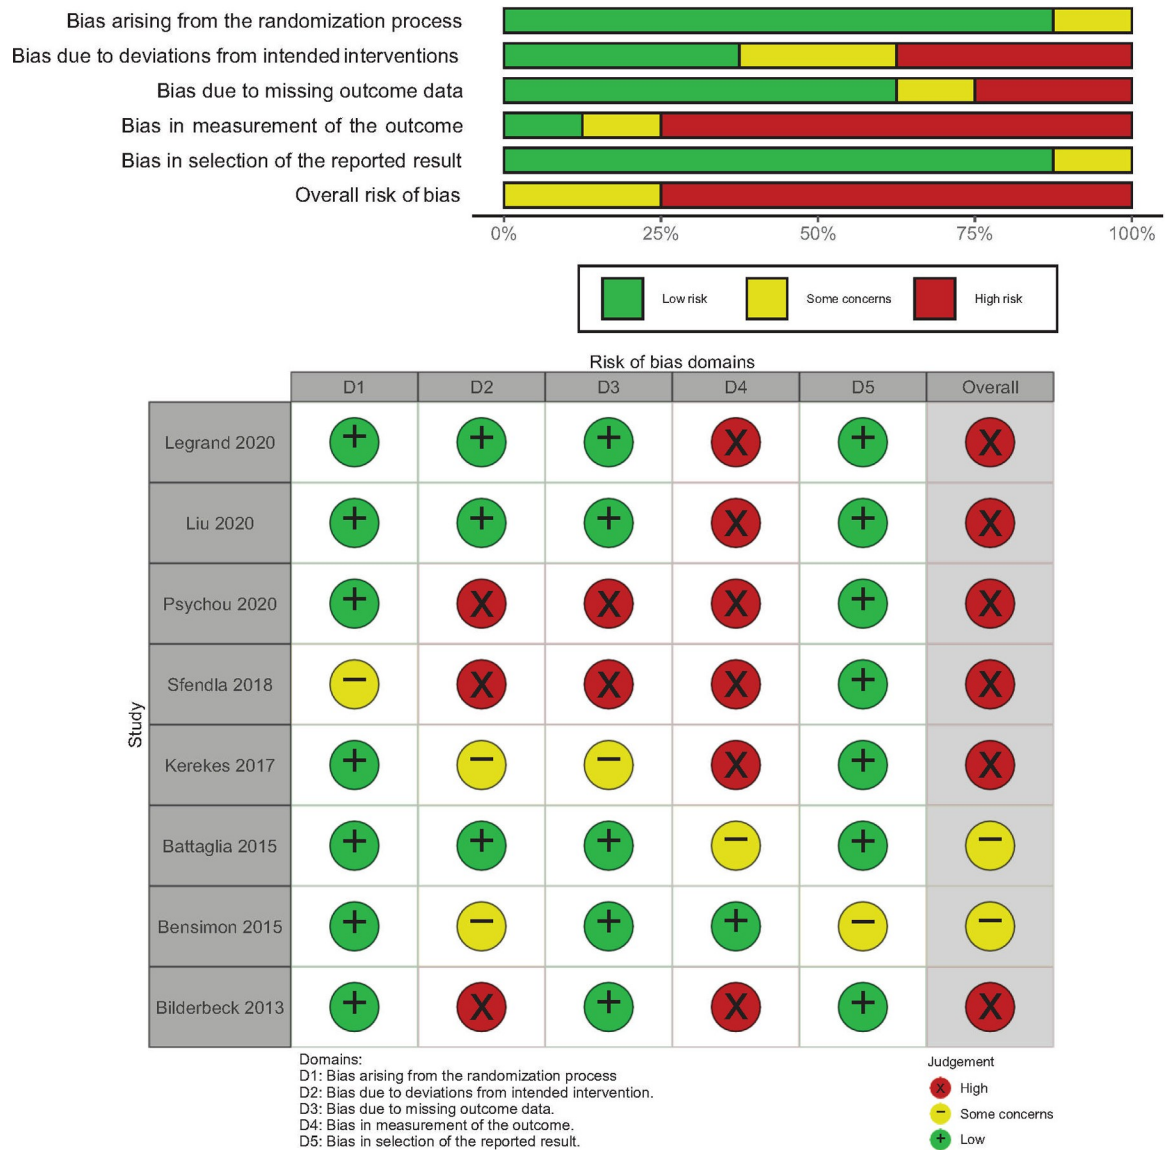 Bias arising from the randomization process
Bias due to deviations from intended interventions
Bias due to missing outcome data
Bias in measurement of the outcome
Bias in selection of the reported result
Overall risk of bias
0% 25% 50% 75% 100%
Low risk Some concerns High risk
Risk of bias domains
D1 D2 D3 D4 D5 Overall
Study
Legrand 2020 + + + X + X
Liu 2020 + + + X + X
Psychou 2020 + X X X + X
Sfendla 2018 − X X X + X
Kerekes 2017 + − − X + X
Battaglia 2015 + + + − + −
Bensimon 2015 + − + + − −
Bilderbeck 2013 + X + X + X
Domains:
D1: Bias arising from the randomization process
D2: Bias due to deviations from intended intervention.
D3: Bias due to missing outcome data.
D4: Bias in measurement of the outcome.
D5: Bias in selection of the reported result.
Judgement
X High
− Some concerns
+ Low